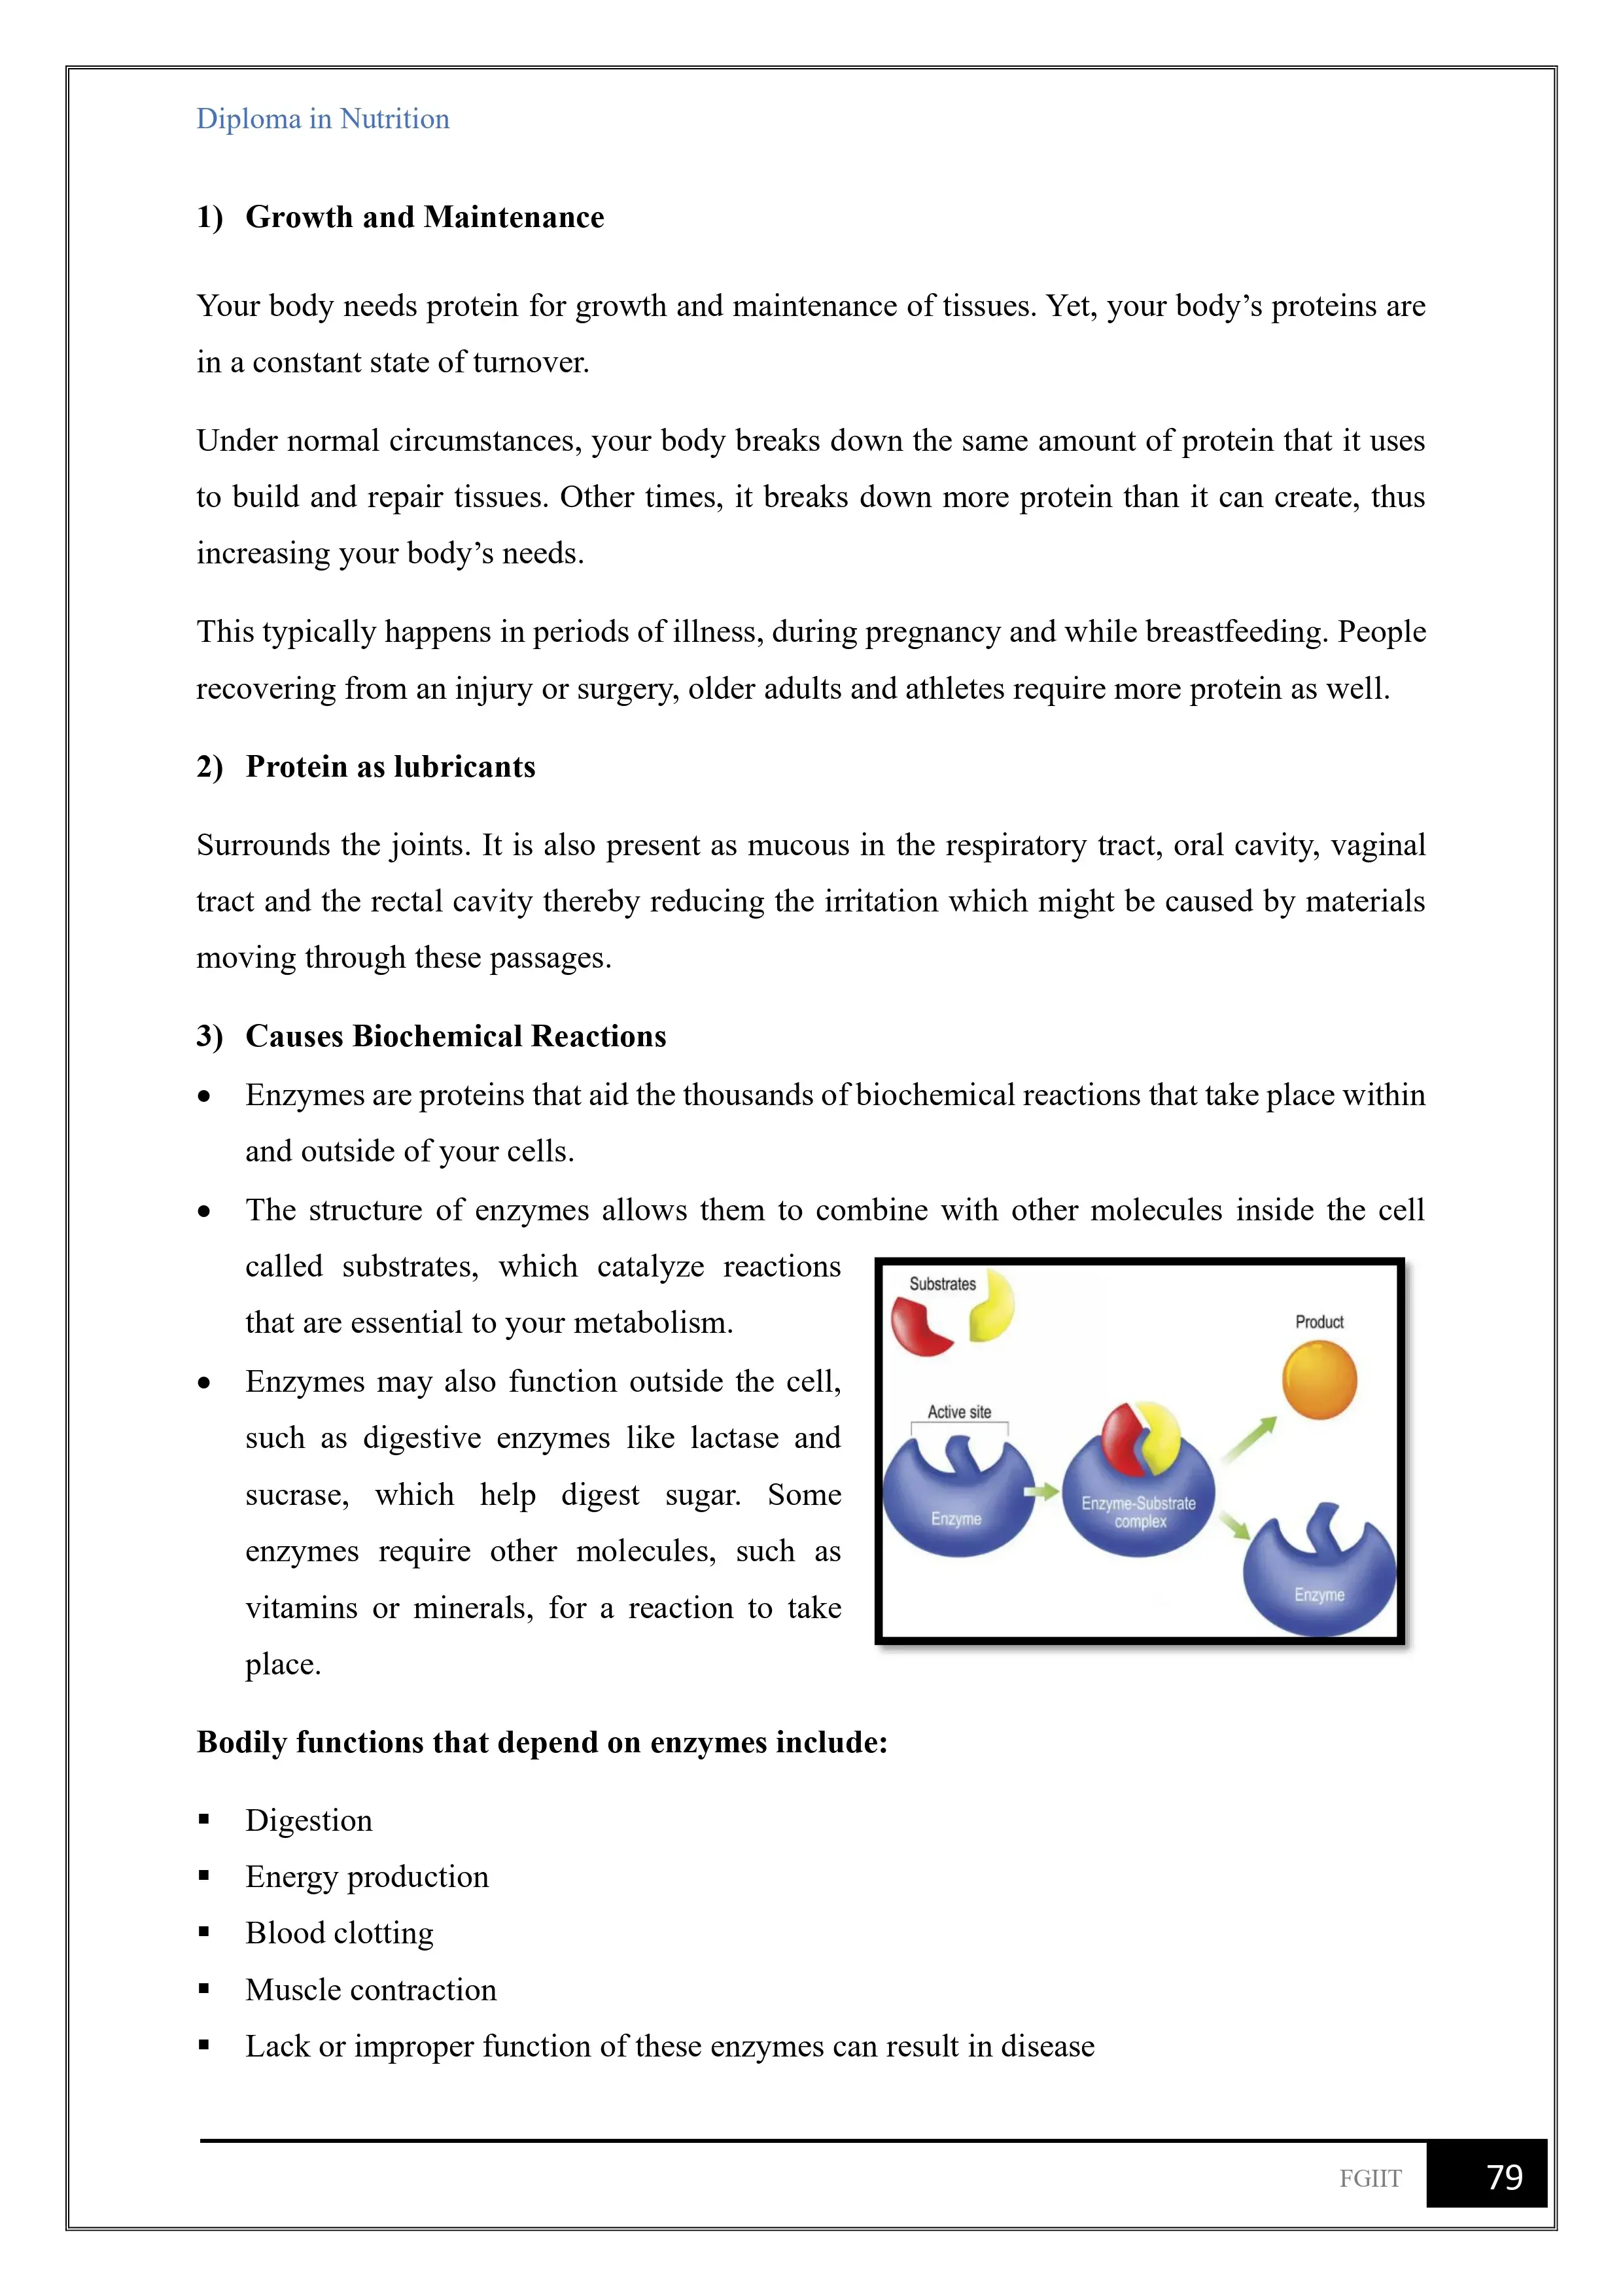 Diploma in Nutrition
1) Growth and Maintenance
Your body needs protein for growth and maintenance of tissues. Yet, your body’s proteins are
in a constant state of turnover.
Under normal circumstances, your body breaks down the same amount of protein that it uses
to build and repair tissues. Other times, it breaks down more protein than it can create, thus
increasing your body’s needs.
This typically happens in periods of illness, during pregnancy and while breastfeeding. People
recovering from an injury or surgery, older adults and athletes require more protein as well.
2) Protein as lubricants
Surrounds the joints. It is also present as mucous in the respiratory tract, oral cavity, vaginal
tract and the rectal cavity thereby reducing the irritation which might be caused by materials
moving through these passages.
3) Causes Biochemical Reactions
• Enzymes are proteins that aid the thousands of biochemical reactions that take place within
and outside of your cells.
• The structure of enzymes allows them to combine with other molecules inside the cell
called substrates, which catalyze reactions
that are essential to your metabolism.
• Enzymes may also function outside the cell,
such as digestive enzymes like lactase and
sucrase, which help digest sugar. Some
enzymes require other molecules, such as
vitamins or minerals, for a reaction to take
place.
Substrates
Product
Active site
Enzyme
Enzyme-Substrate
complex
Enzyme
Bodily functions that depend on enzymes include:
▪ Digestion
▪ Energy production
▪ Blood clotting
▪ Muscle contraction
▪ Lack or improper function of these enzymes can result in disease
FGIIT 79